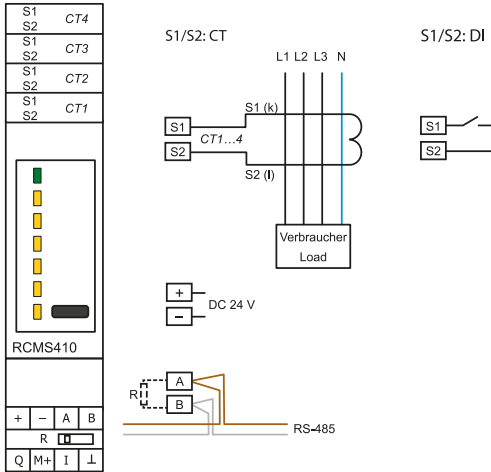 S1
S2
CT4
S1
S2
CT3
S1
S2
CT2
S1
S2
CT1
RCMS410
+ − A B
R
Q M+ I ⊥
S1/S2: CT
L1 L2 L3 N
S1 (k)
S1
CT1...4
S2
S2 (l)
Verbraucher
Load
+
DC 24 V
−
R
A
B
RS-485
S1/S2: DI
S1
S2